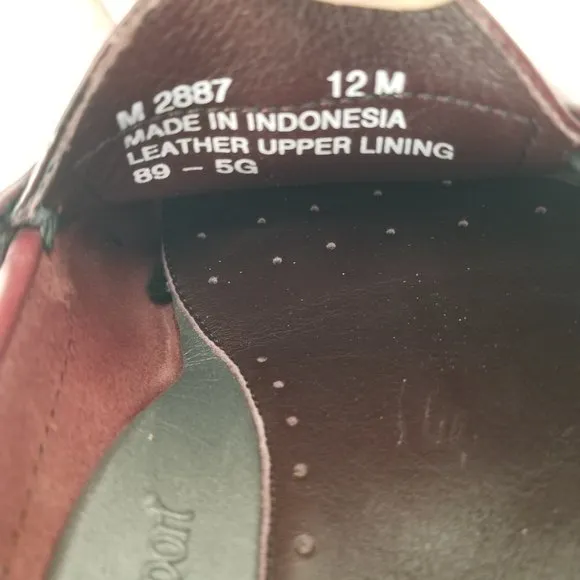 M 2887 12 M
MADE IN INDONESIA
LEATHER UPPER LINING
89 – 5G